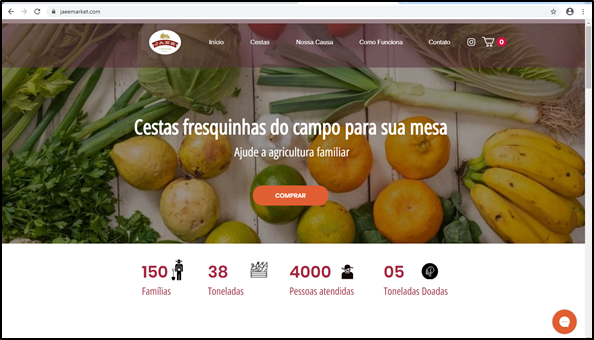 jaeemarket.com
JAEE
Início
Cestas
Nossa Causa
Como Funciona
Contato
0
Cestas fresquinhas do campo para sua mesa
Ajude a agricultura familiar
COMPRAR
150
Famílias
38
Toneladas
4000
Pessoas atendidas
05
Toneladas Doadas